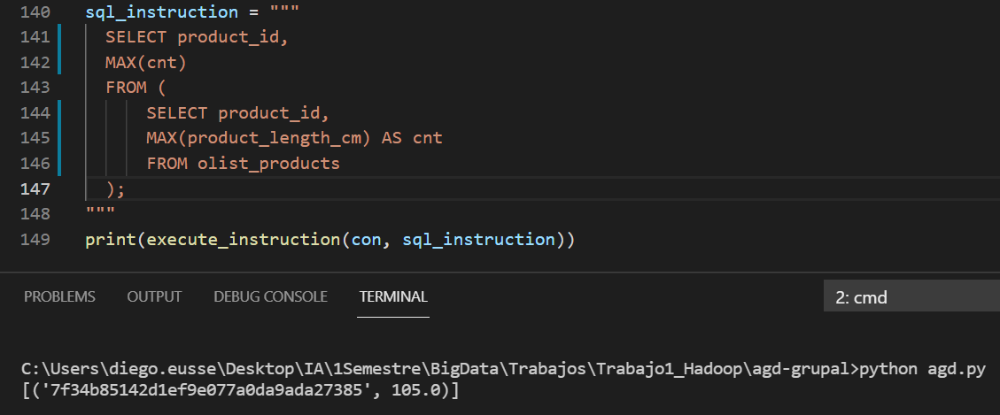 140 sql_instruction = """
141 SELECT product_id,
142 MAX(cnt)
143 FROM (
144 SELECT product_id,
145 MAX(product_length_cm) AS cnt
146 FROM olist_products
147 );
148 """
149 print(execute_instruction(con, sql_instruction))
PROBLEMS OUTPUT DEBUG CONSOLE TERMINAL 2: cmd
C:\Users\diego.eusse\Desktop\IA\1Semestre\BigData\Trabajos\Trabajo1_Hadoop\agd-grupal>python agd.py
[('7f34b85142d1ef9e077a0da9ada27385', 105.0)]